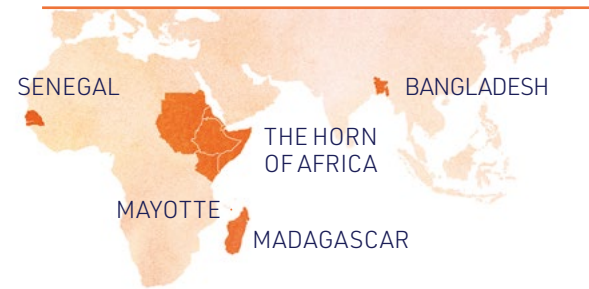 SENEGAL
BANGLADESH
THE HORN
OF AFRICA
MAYOTTE
MADAGASCAR